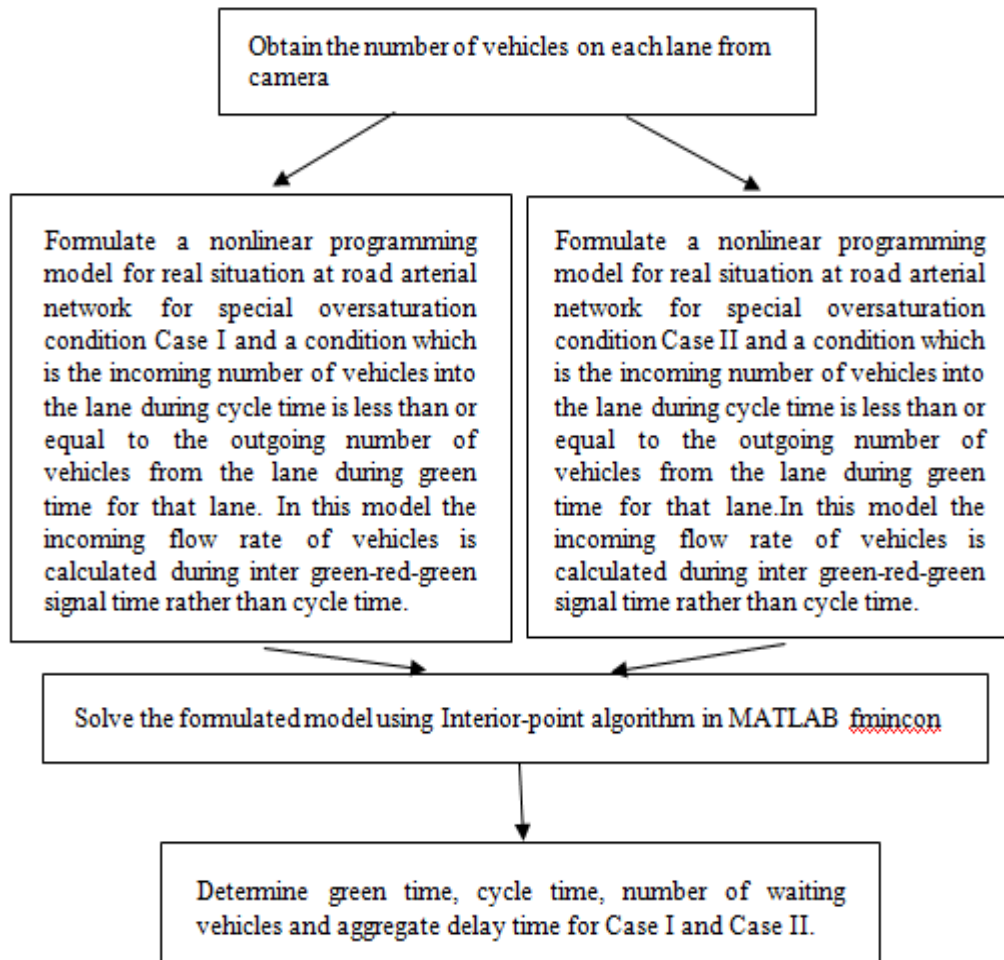 Obtain the number of vehicles on each lane from
camera
Formulate a nonlinear programming
model for real situation at road arterial
network for special oversaturation
condition Case I and a condition which
is the incoming number of vehicles into
the lane during cycle time is less than or
equal to the outgoing number of
vehicles from the lane during green
time for that lane. In this model the
incoming flow rate of vehicles is
calculated during inter green-red-green
signal time rather than cycle time.
Formulate a nonlinear programming
model for real situation at road arterial
network for special oversaturation
condition Case II and a condition which
is the incoming number of vehicles into
the lane during cycle time is less than or
equal to the outgoing number of
vehicles from the lane during green
time for that lane.In this model the
incoming flow rate of vehicles is
calculated during inter green-red-green
signal time rather than cycle time.
Solve the formulated model using Interior-point algorithm in MATLAB fmincon
Determine green time, cycle time, number of waiting
vehicles and aggregate delay time for Case I and Case II.